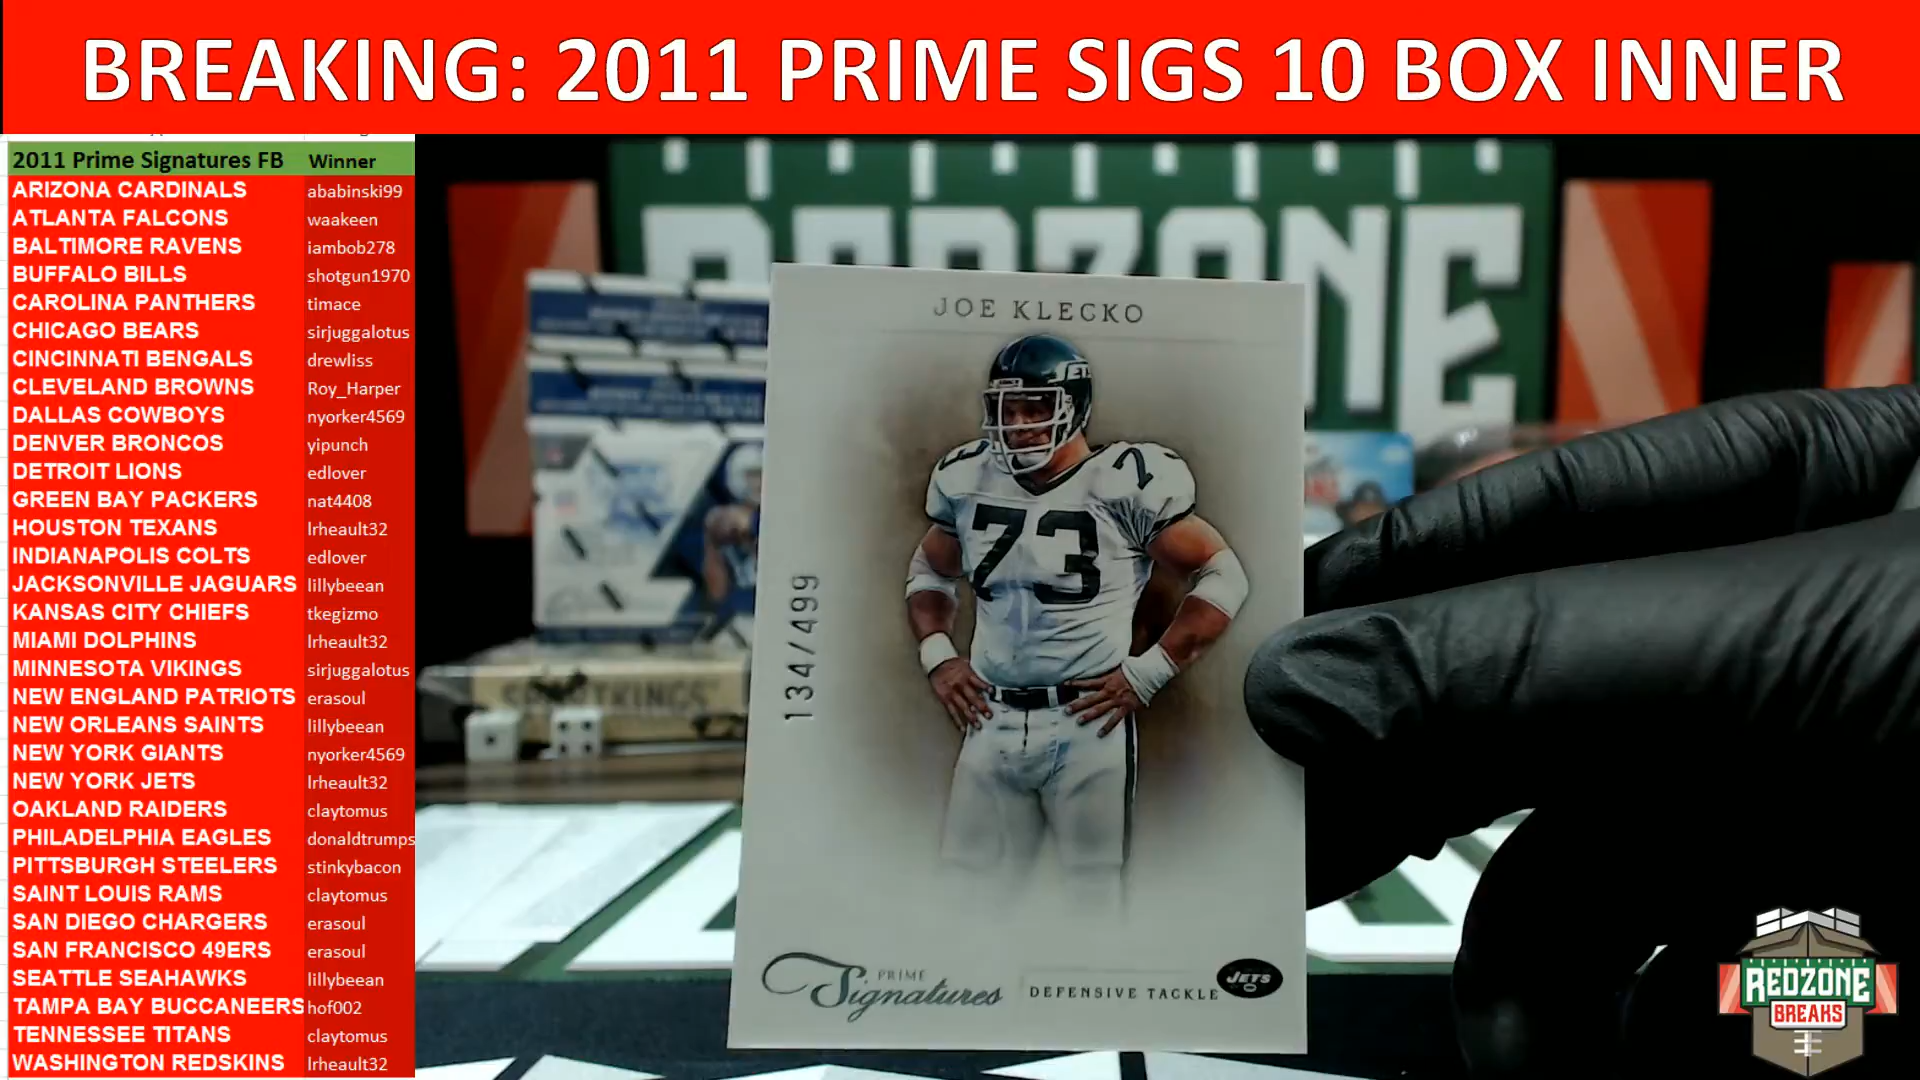 BREAKING: 2011 PRIME SIGS 10 BOX INNER
2011 Prime Signatures FB Winner
ARIZONA CARDINALS ababinski99
ATLANTA FALCONS waakeen
BALTIMORE RAVENS iambob278
BUFFALO BILLS shotgun1970
CAROLINA PANTHERS timace
CHICAGO BEARS sirjuggalotus
CINCINNATI BENGALS drewliss
CLEVELAND BROWNS Roy_Harper
DALLAS COWBOYS nyorker4569
DENVER BRONCOS yipunch
DETROIT LIONS edlover
GREEN BAY PACKERS nat4408
HOUSTON TEXANS lrheault32
INDIANAPOLIS COLTS edlover
JACKSONVILLE JAGUARS lillybeean
KANSAS CITY CHIEFS tkegizmo
MIAMI DOLPHINS lrheault32
MINNESOTA VIKINGS sirjuggalotus
NEW ENGLAND PATRIOTS erasoul
NEW ORLEANS SAINTS lillybeean
NEW YORK GIANTS nyorker4569
NEW YORK JETS lrheault32
OAKLAND RAIDERS claytomus
PHILADELPHIA EAGLES donaldtrumps
PITTSBURGH STEELERS stinkybacon
SAINT LOUIS RAMS claytomus
SAN DIEGO CHARGERS erasoul
SAN FRANCISCO 49ERS erasoul
SEATTLE SEAHAWKS lillybeean
TAMPA BAY BUCCANEERS hof002
TENNESSEE TITANS claytomus
WASHINGTON REDSKINS lrheault32
REDZONE
JOE KLECKO
JETS
73
73
134/499
SPORTKINGS
PRIME
Signatures
DEFENSIVE TACKLE
JETS
REDZONE
BREAKS